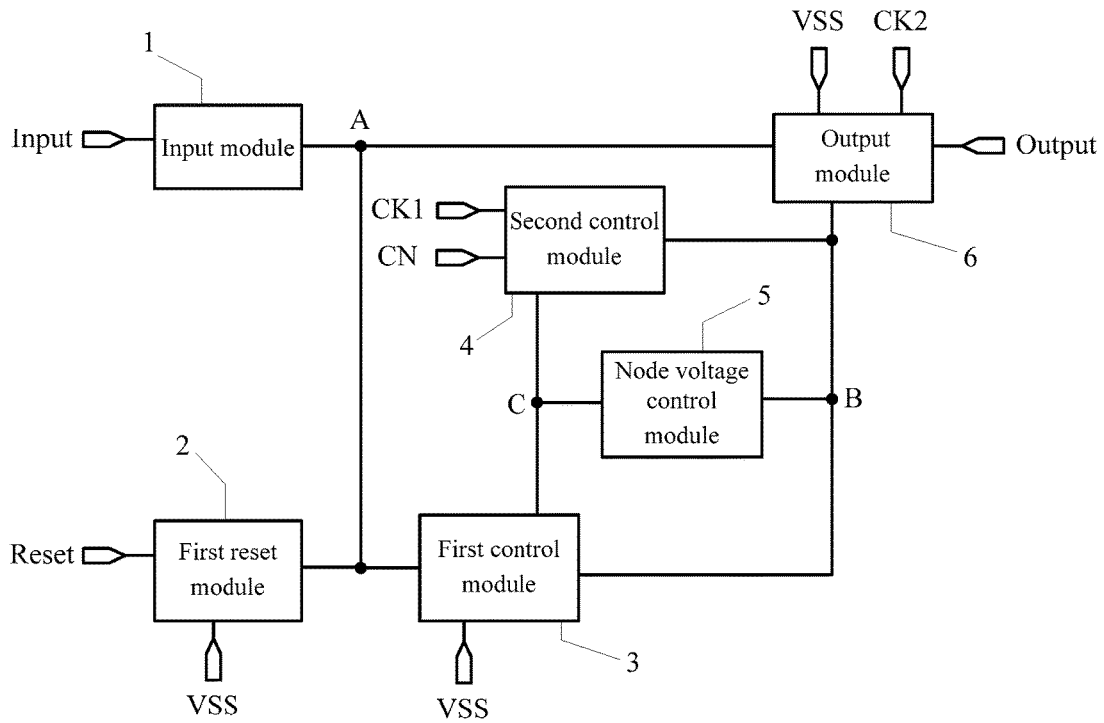 VSS
CK2
1
Input
Input module
A
Output
module
Output
CK1
CN
Second control
module
6
4
5
Node voltage
control
module
C
B
2
Reset
First reset
module
First control
module
3
VSS
VSS